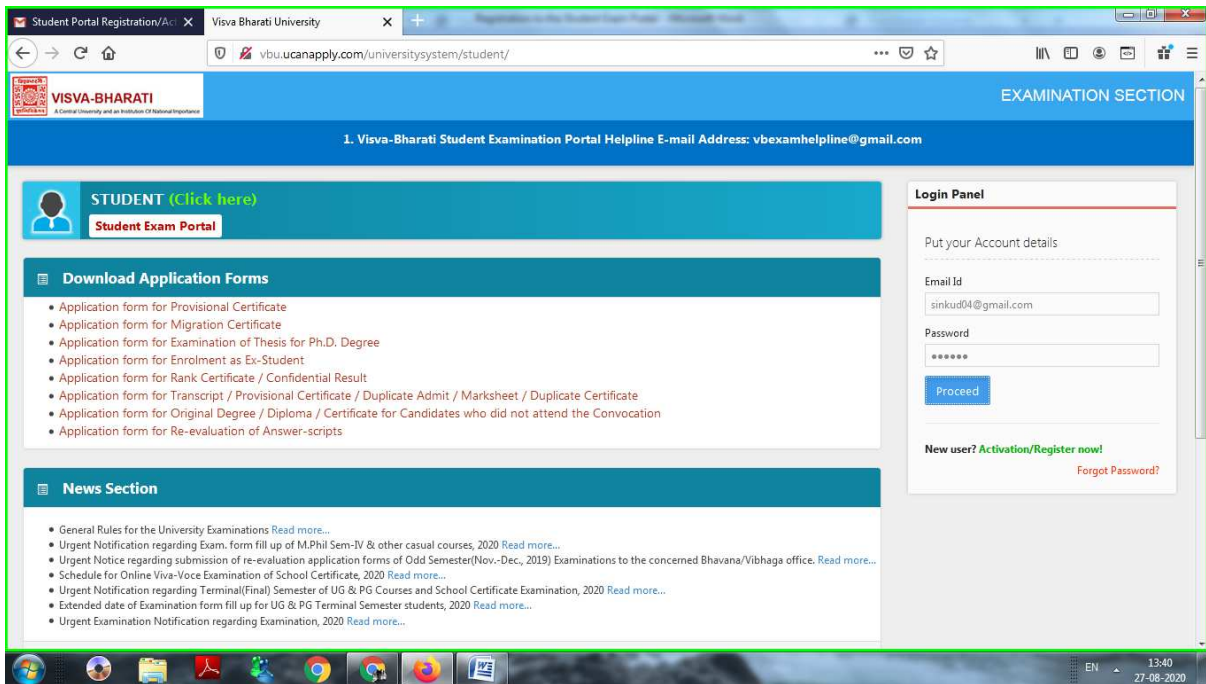 Student Portal Registration/Act
Visva Bharati University
Registration to the Student Exam Portal - Microsoft Word
vbu.ucanapply.com/universitysystem/student/
VISVA-BHARATI
A Central University and an Institution Of National Importance
EXAMINATION SECTION
1. Visva-Bharati Student Examination Portal Helpline E-mail Address: vbexamhelpline@gmail.com
STUDENT (Click here)
Student Exam Portal
Download Application Forms
Application form for Provisional Certificate
Application form for Migration Certificate
Application form for Examination of Thesis for Ph.D. Degree
Application form for Enrolment as Ex-Student
Application form for Rank Certificate / Confidential Result
Application form for Transcript / Provisional Certificate / Duplicate Admit / Marksheet / Duplicate Certificate
Application form for Original Degree / Diploma / Certificate for Candidates who did not attend the Convocation
Application form for Re-evaluation of Answer-scripts
News Section
General Rules for the University Examinations Read more...
Urgent Notification regarding Exam. form fill up of M.Phil Sem-IV & other casual courses, 2020 Read more...
Urgent Notice regarding submission of re-evaluation application forms of Odd Semester(Nov.-Dec., 2019) Examinations to the concerned Bhavana/Vibhaga office. Read more...
Schedule for Online Viva-Voce Examination of School Certificate, 2020 Read more...
Urgent Notification regarding Terminal(Final) Semester of UG & PG Courses and School Certificate Examination, 2020 Read more...
Extended date of Examination form fill up for UG & PG Terminal Semester students, 2020 Read more...
Urgent Examination Notification regarding Examination, 2020 Read more...
Login Panel
Put your Account details
Email Id
sinkud04@gmail.com
Password
••••••
Proceed
New user? Activation/Register now!
Forgot Password?
EN
13:40
27-08-2020